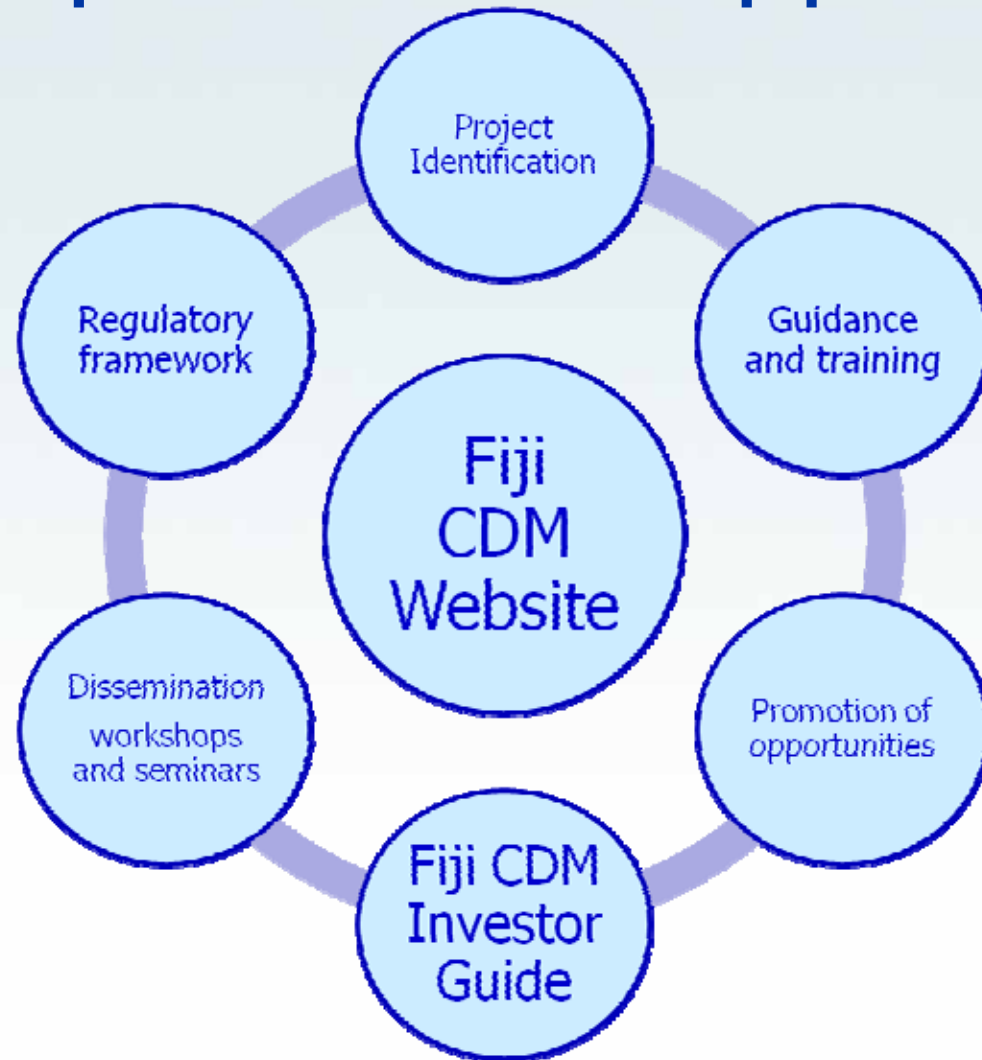 Project
Identification
Guidance
and training
Promotion of
opportunities
Fiji CDM
Investor
Guide
Dissemination
workshops
and seminars
Regulatory
framework
Fiji
CDM
Website